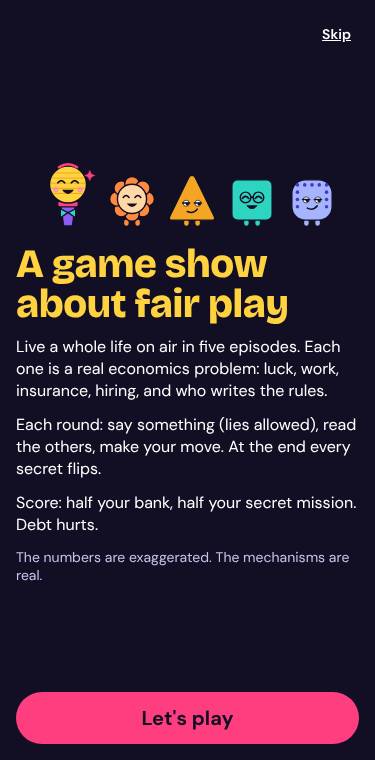 Skip
A game show
about fair play
Live a whole life on air in five episodes. Each
one is a real economics problem: luck, work,
insurance, hiring, and who writes the rules.
Each round: say something (lies allowed), read
the others, make your move. At the end every
secret flips.
Score: half your bank, half your secret mission.
Debt hurts.
The numbers are exaggerated. The mechanisms are
real.
Let's play